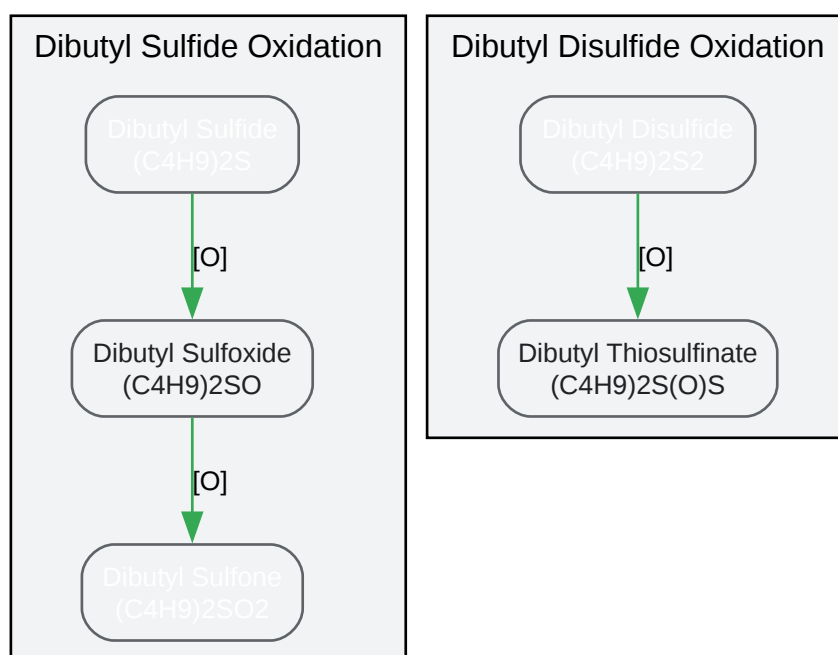 Dibutyl Sulfide Oxidation
Dibutyl Sulfide
(C4H9)2S
[O]
Dibutyl Sulfoxide
(C4H9)2SO
[O]
Dibutyl Sulfone
(C4H9)2SO2
Dibutyl Disulfide Oxidation
Dibutyl Disulfide
(C4H9)2S2
[O]
Dibutyl Thiosulfinate
(C4H9)2S(O)S